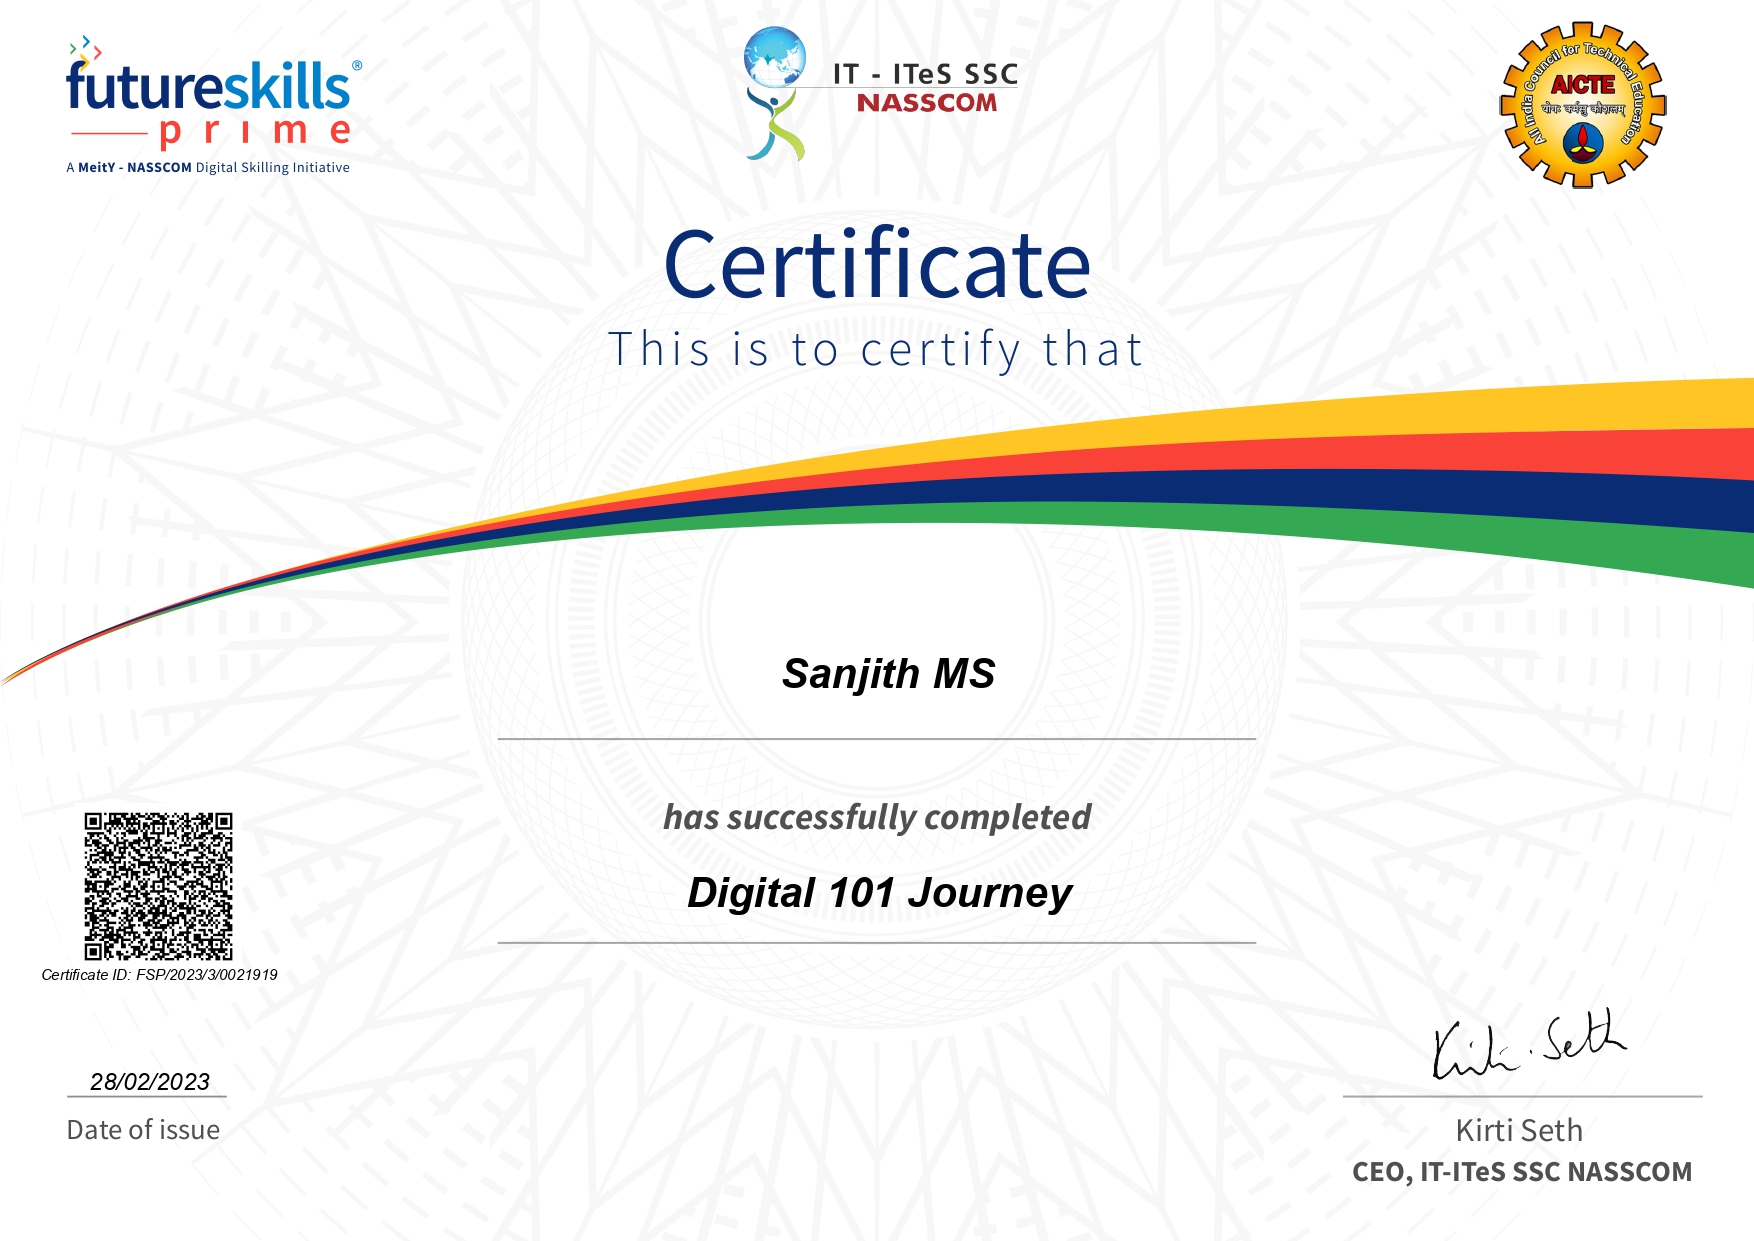 futureskills®
prime
A MeitY - NASSCOM Digital Skilling Initiative
IT - ITeS SSC
NASSCOM
All India Council for Technical Education
AICTE
योगः कर्मसु कौशलम्
Certificate
This is to certify that
Sanjith MS
has successfully completed
Digital 101 Journey
Certificate ID: FSP/2023/3/0021919
28/02/2023
Date of issue
Kirti Seth
Kirti Seth
CEO, IT-ITeS SSC NASSCOM